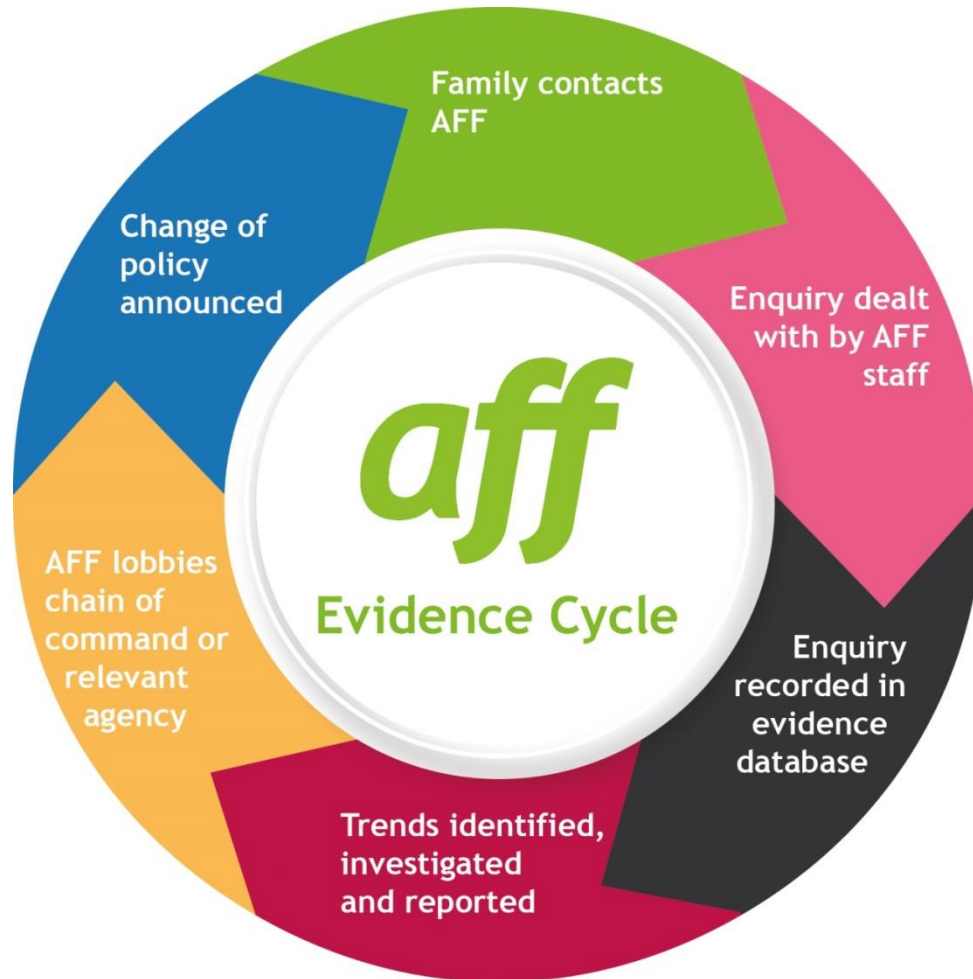 Family contacts
AFF
Enquiry dealt
with by AFF
staff
Enquiry
recorded in
evidence
database
Trends identified,
investigated
and reported
AFF lobbies
chain of
command or
relevant
agency
Change of
policy
announced
aff
Evidence Cycle